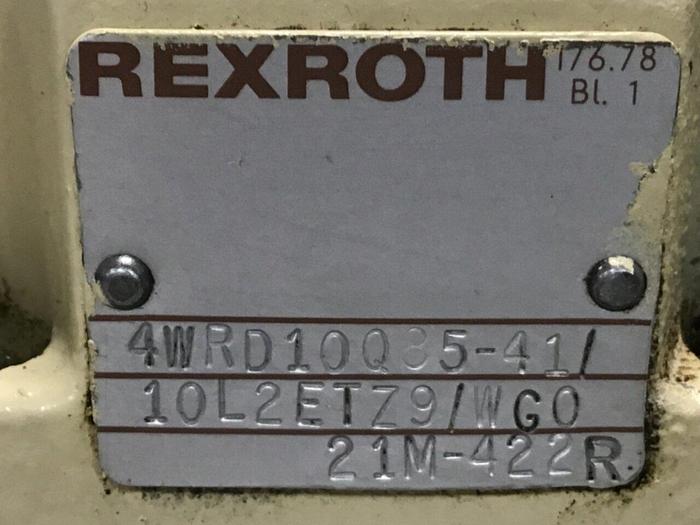 REXROTH
176.78
Bl. 1
4WRD10Q85-41/
10L2ETZ9/WG0
21M-422R